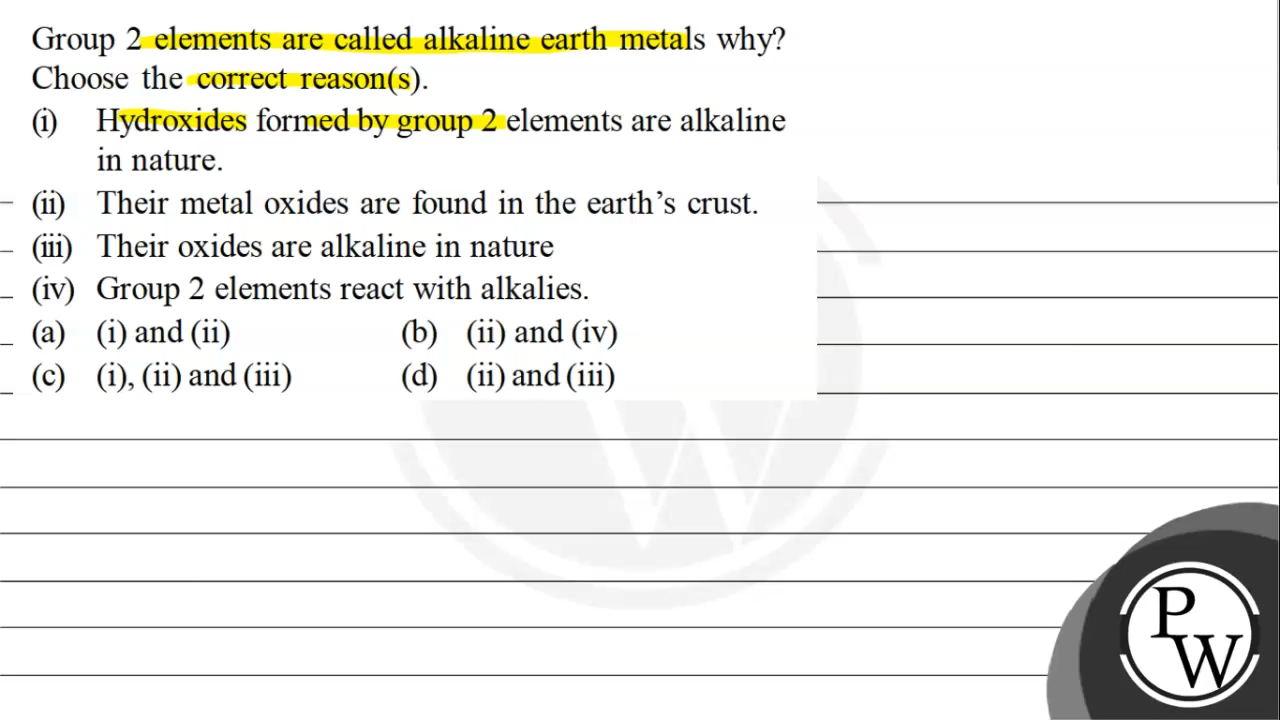 Group 2 elements are called alkaline earth metals why?
Choose the correct reason(s).
(i) Hydroxides formed by group 2 elements are alkaline
in nature.
(ii) Their metal oxides are found in the earth’s crust.
(iii) Their oxides are alkaline in nature
(iv) Group 2 elements react with alkalies.
(a) (i) and (ii) (b) (ii) and (iv)
(c) (i), (ii) and (iii) (d) (ii) and (iii)
P
W